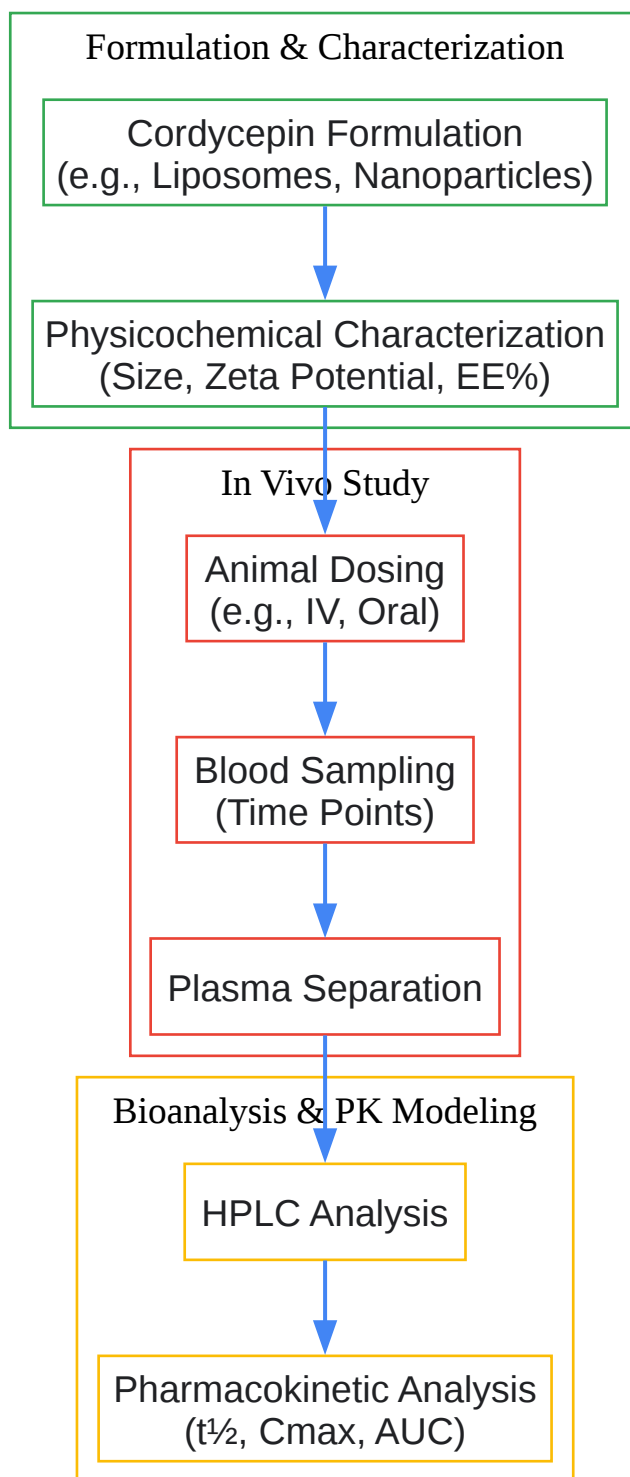 Formulation & Characterization
Cordycepin Formulation
(e.g., Liposomes, Nanoparticles)
Physicochemical Characterization
(Size, Zeta Potential, EE%)
In Vivo Study
Animal Dosing
(e.g., IV, Oral)
Blood Sampling
(Time Points)
Plasma Separation
Bioanalysis & PK Modeling
HPLC Analysis
Pharmacokinetic Analysis
(t½, Cmax, AUC)